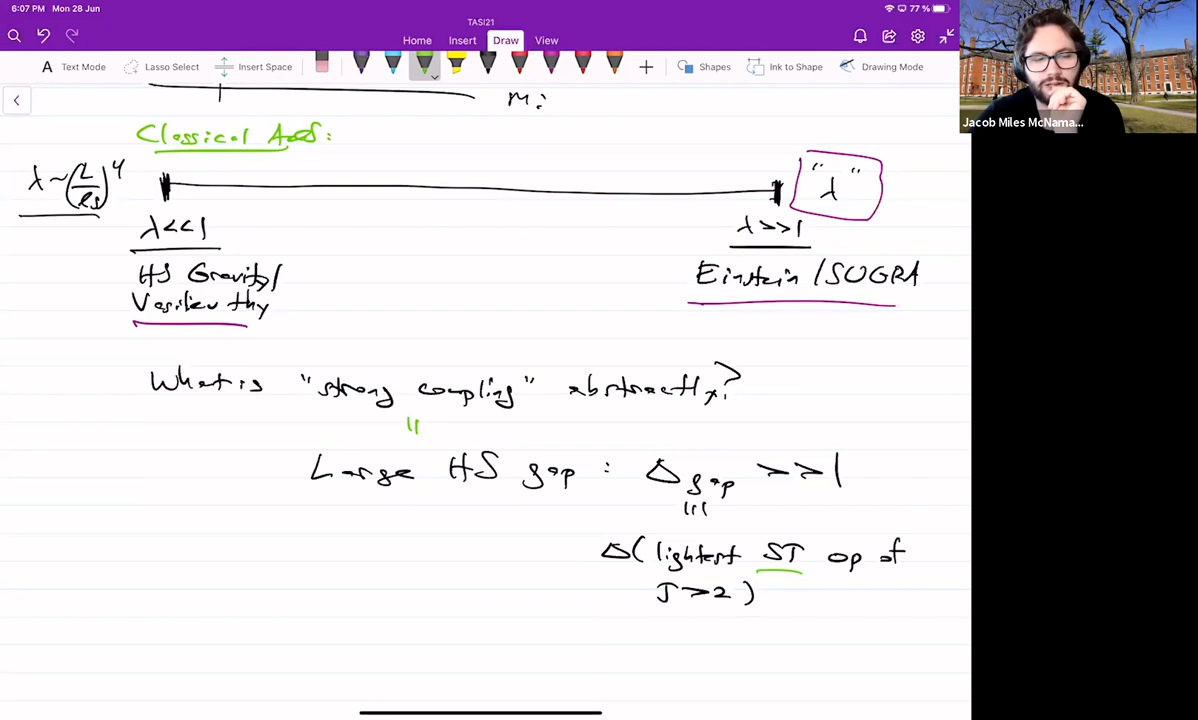 6:07 PM Mon 28 Jun
77 %
TASI21
Home Insert Draw View
Text Mode Lasso Select Insert Space Shapes Ink to Shape Drawing Mode
Jacob Miles McNama...
m:
Classical AdS:
λ ~ (L/ls)^4
"λ"
λ<<1 λ>>1
HS Gravity/ Einstein/SUGRA
Vasiliev thy
What is "strong coupling" abstractly?
Large HS gap : Δgap >>1
Δ(lightest ST op of
J>2)